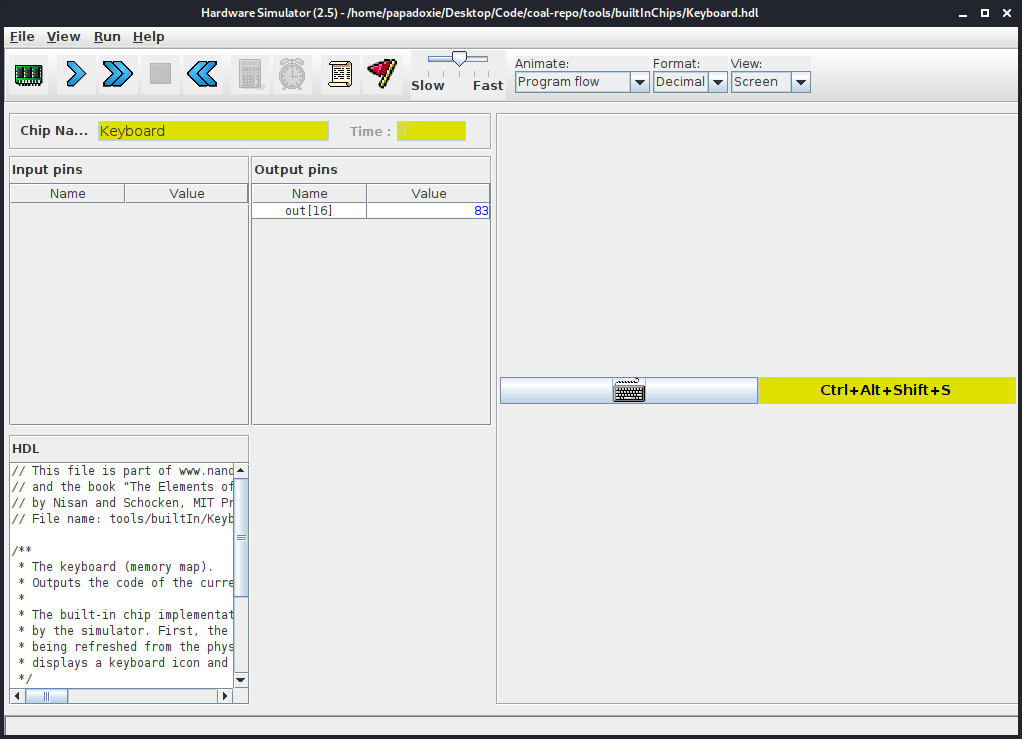 Hardware Simulator (2.5) - /home/papadoxie/Desktop/Code/coal-repo/tools/builtInChips/Keyboard.hdl
File View Run Help
Slow Fast
Animate: Format: View:
Program flow Decimal Screen
Chip Na... Keyboard Time : 0
Input pins
Name Value
Output pins
Name Value
out[16] 83
Ctrl+Alt+Shift+S
HDL
// This file is part of www.nand
// and the book "The Elements of
// by Nisan and Schocken, MIT Pr
// File name: tools/builtIn/Keyb
/**
* The keyboard (memory map).
* Outputs the code of the curre
*
* The built-in chip implementat
* by the simulator. First, the
* being refreshed from the phys
* displays a keyboard icon and
*/